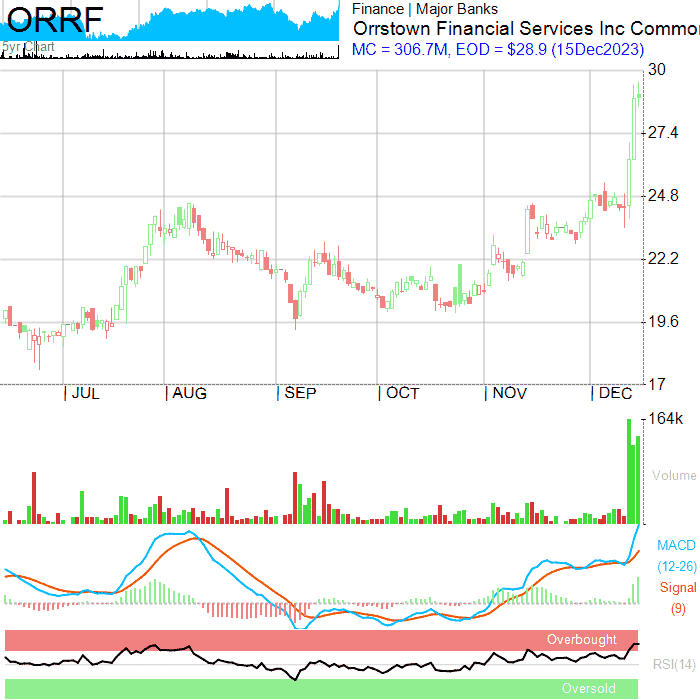 ORRF
5yr Chart
Finance | Major Banks
Orrstown Financial Services Inc Commo
MC = 306.7M, EOD = $28.9 (15Dec2023)
30
27.4
24.8
22.2
19.6
17
| JUL | AUG | SEP | OCT | NOV | DEC
164k
Volume
MACD
(12-26)
Signal
(9)
Overbought
RSI(14)
Oversold